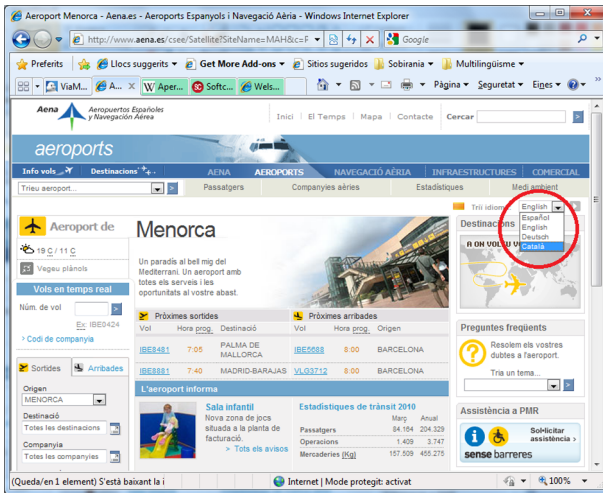 Aeroport Menorca - Aena.es - Aeroports Espanyols i Navegació Aèria - Windows Internet Explorer
http://www.aena.es/csee/Satellite?SiteName=MAH&c=F
Google
Preferits
Llocs suggerits
Get More Add-ons
Sitios sugeridos
Sobirania
Multilingüisme
ViaM...
A...
Aper...
Softc...
Wels...
Pàgina
Seguretat
Eines
Aena
Aeropuertos Españoles
y Navegación Aérea
Inici | El Temps | Mapa | Contacte
Cercar
aeroports
Info vols
Destinacions
AENA
AEROPORTS
NAVEGACIÓ AÈRIA
INFRAESTRUCTURES
COMERCIAL
Trieu aeroport...
Passatgers
Companyies aèries
Estadístiques
Medi ambient
Triï idioma
English
Español
English
Deutsch
Català
Aeroport de
Menorca
19 C / 11 C
Vegeu plànols
Un paradís al bell mig del
Mediterrani. Un aeroport amb
totes els serveis i les
oportunitats al vostre abast.
Destinacions
A ON VOLEU V
Vols en temps real
Núm. de vol
Ex: IBE0424
> Codi de companyia
Pròximes sortides
Vol Hora prog. Destinació
IBE8481 7:05 PALMA DE MALLORCA
IBE8881 7:40 MADRID-BARAJAS
Pròximes arribades
Vol Hora prog. Origen
IBE5688 8:00 BARCELONA
VLG3712 8:00 BARCELONA
Preguntes freqüents
Resolem els vostres
dubtes a l'aeroport.
Tria un tema...
Sortides
Arribades
Origen
MENORCA
Destinació
Totes les destinacions
Companyia
Totes les companyies
L'aeroport informa
Sala infantil
Nova zona de jocs
situada a la planta de
facturació.
> Tots els avisos
Estadístiques de trànsit 2010
Març Anual
Passatgers 84.164 204.329
Operacions 1.409 3.747
Mercaderies (Kg) 157.509 455.275
Assistència a PMR
Sol•licitar
assistència >
sense barreres
(Queda/en 1 element) S'està baixant la i
Internet | Mode protegit: activat
100%